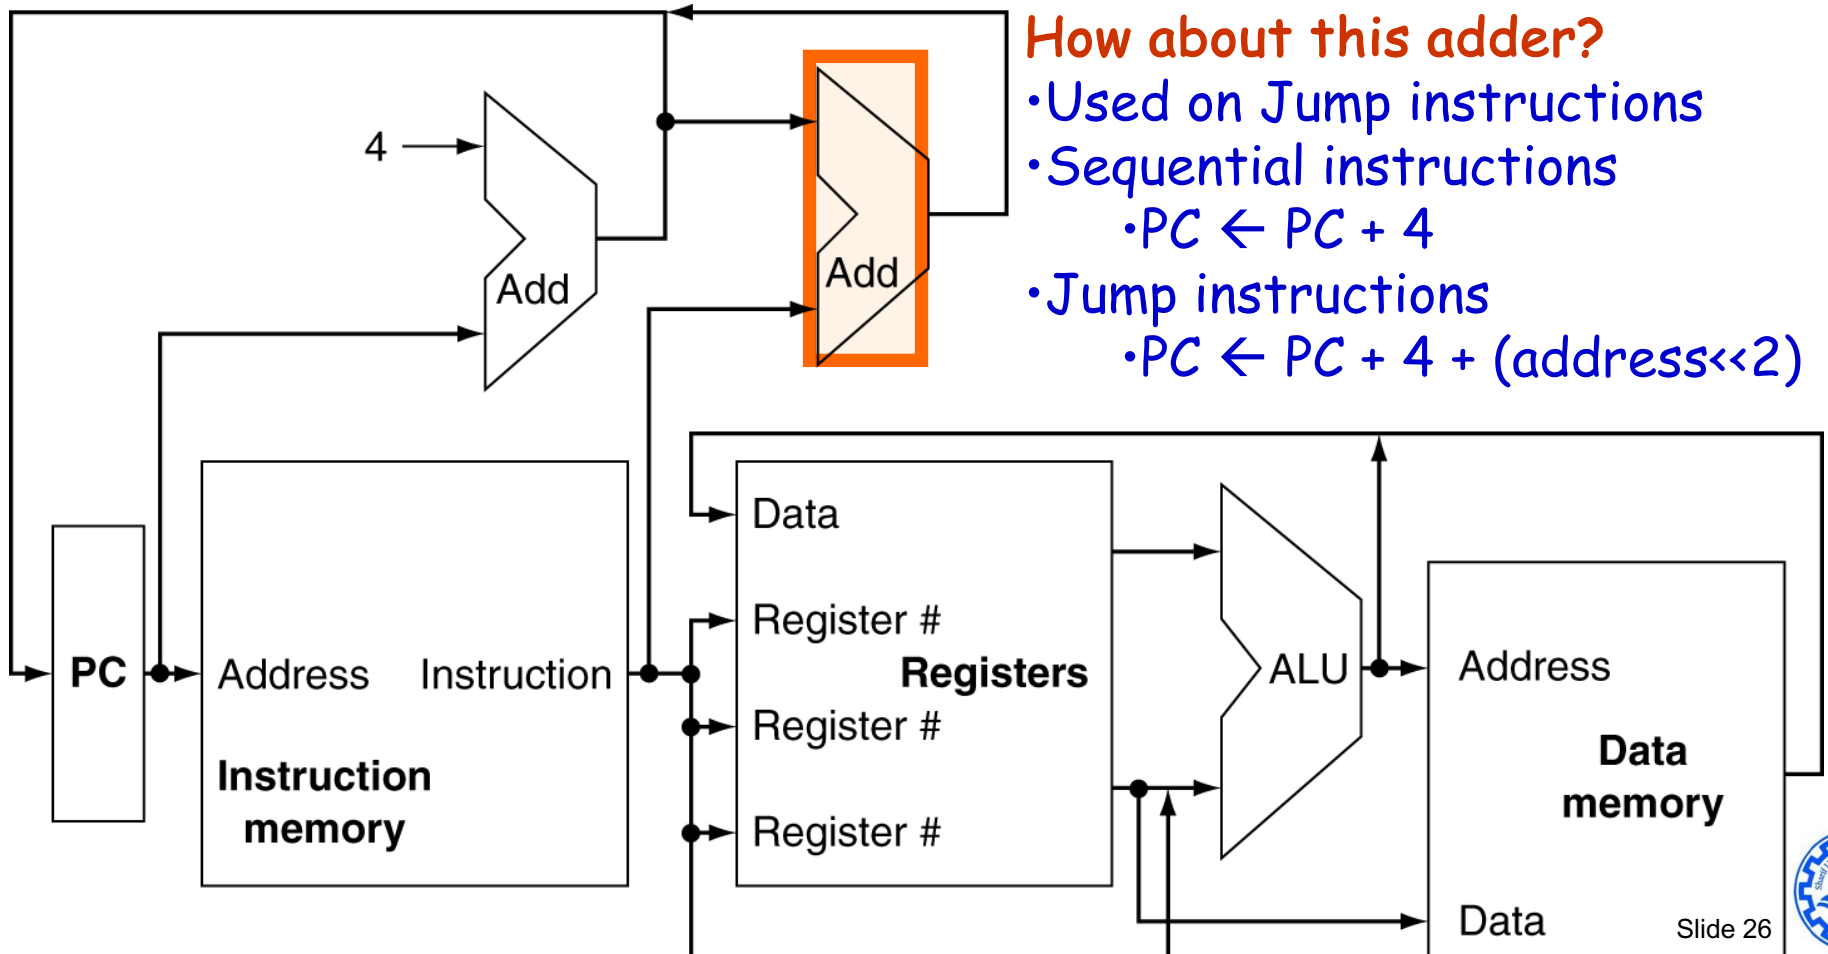 How about this adder?
•Used on Jump instructions
•Sequential instructions
•PC ← PC + 4
•Jump instructions
•PC ← PC + 4 + (address<<2)
4
Add
Add
Data
Register #
PC
Address
Instruction
Registers
ALU
Address
Register #
Data
memory
Instruction
memory
Register #
Data
Slide 26